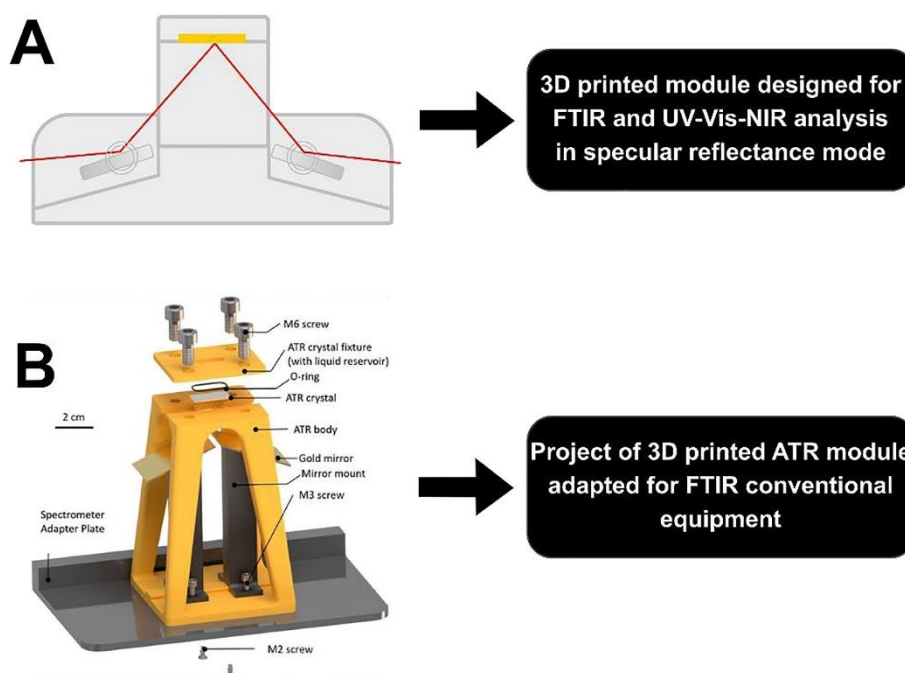 A
3D printed module designed for
FTIR and UV-Vis-NIR analysis
in specular reflectance mode
B
M6 screw
ATR crystal fixture
(with liquid reservoir)
O-ring
ATR crystal
2 cm
ATR body
Gold mirror
Mirror mount
M3 screw
Spectrometer
Adapter Plate
M2 screw
Project of 3D printed ATR module
adapted for FTIR conventional
equipment